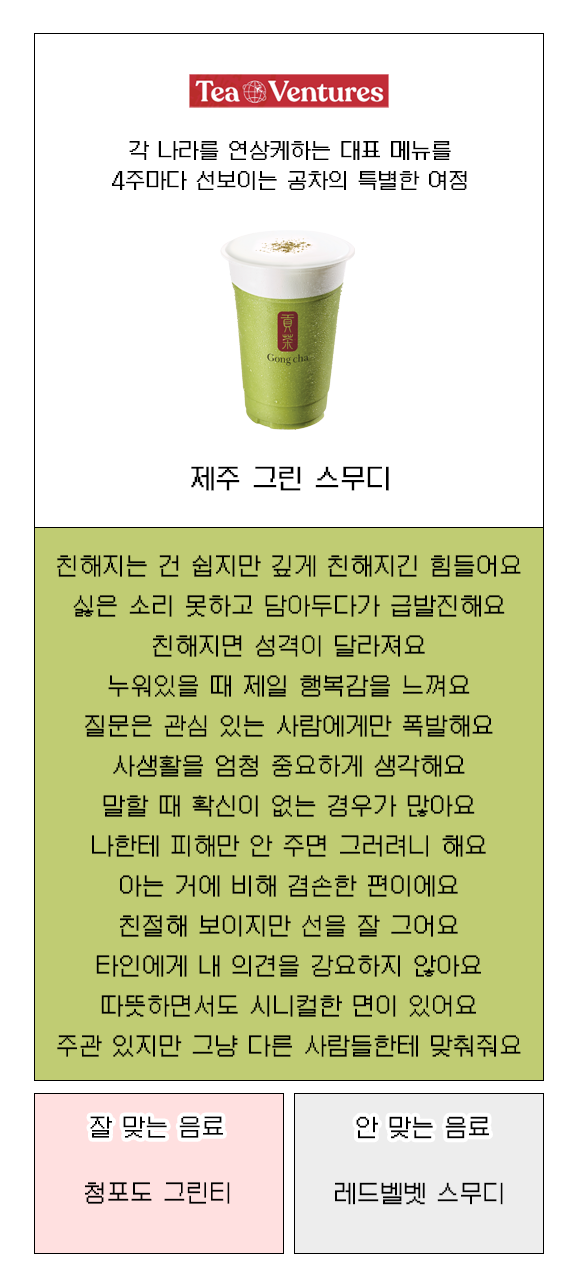 Tea Ventures
각 나라를 연상케하는 대표 메뉴를
4주마다 선보이는 공차의 특별한 여정
貢茶
Gong cha
제주 그린 스무디
친해지는 건 쉽지만 깊게 친해지긴 힘들어요
싫은 소리 못하고 담아두다가 급발진해요
친해지면 성격이 달라져요
누워있을 때 제일 행복감을 느껴요
질문은 관심 있는 사람에게만 폭발해요
사생활을 엄청 중요하게 생각해요
말할 때 확신이 없는 경우가 많아요
나한테 피해만 안 주면 그러려니 해요
아는 거에 비해 겸손한 편이에요
친절해 보이지만 선을 잘 그어요
타인에게 내 의견을 강요하지 않아요
따뜻하면서도 시니컬한 면이 있어요
주관 있지만 그냥 다른 사람들한테 맞춰줘요
잘 맞는 음료
청포도 그린티
안 맞는 음료
레드벨벳 스무디